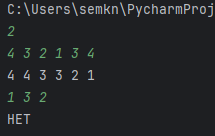 C:\Users\semkn\PycharmProj
2
4 3 2 1 3 4
4 4 3 3 2 1
1 3 2
НЕТ